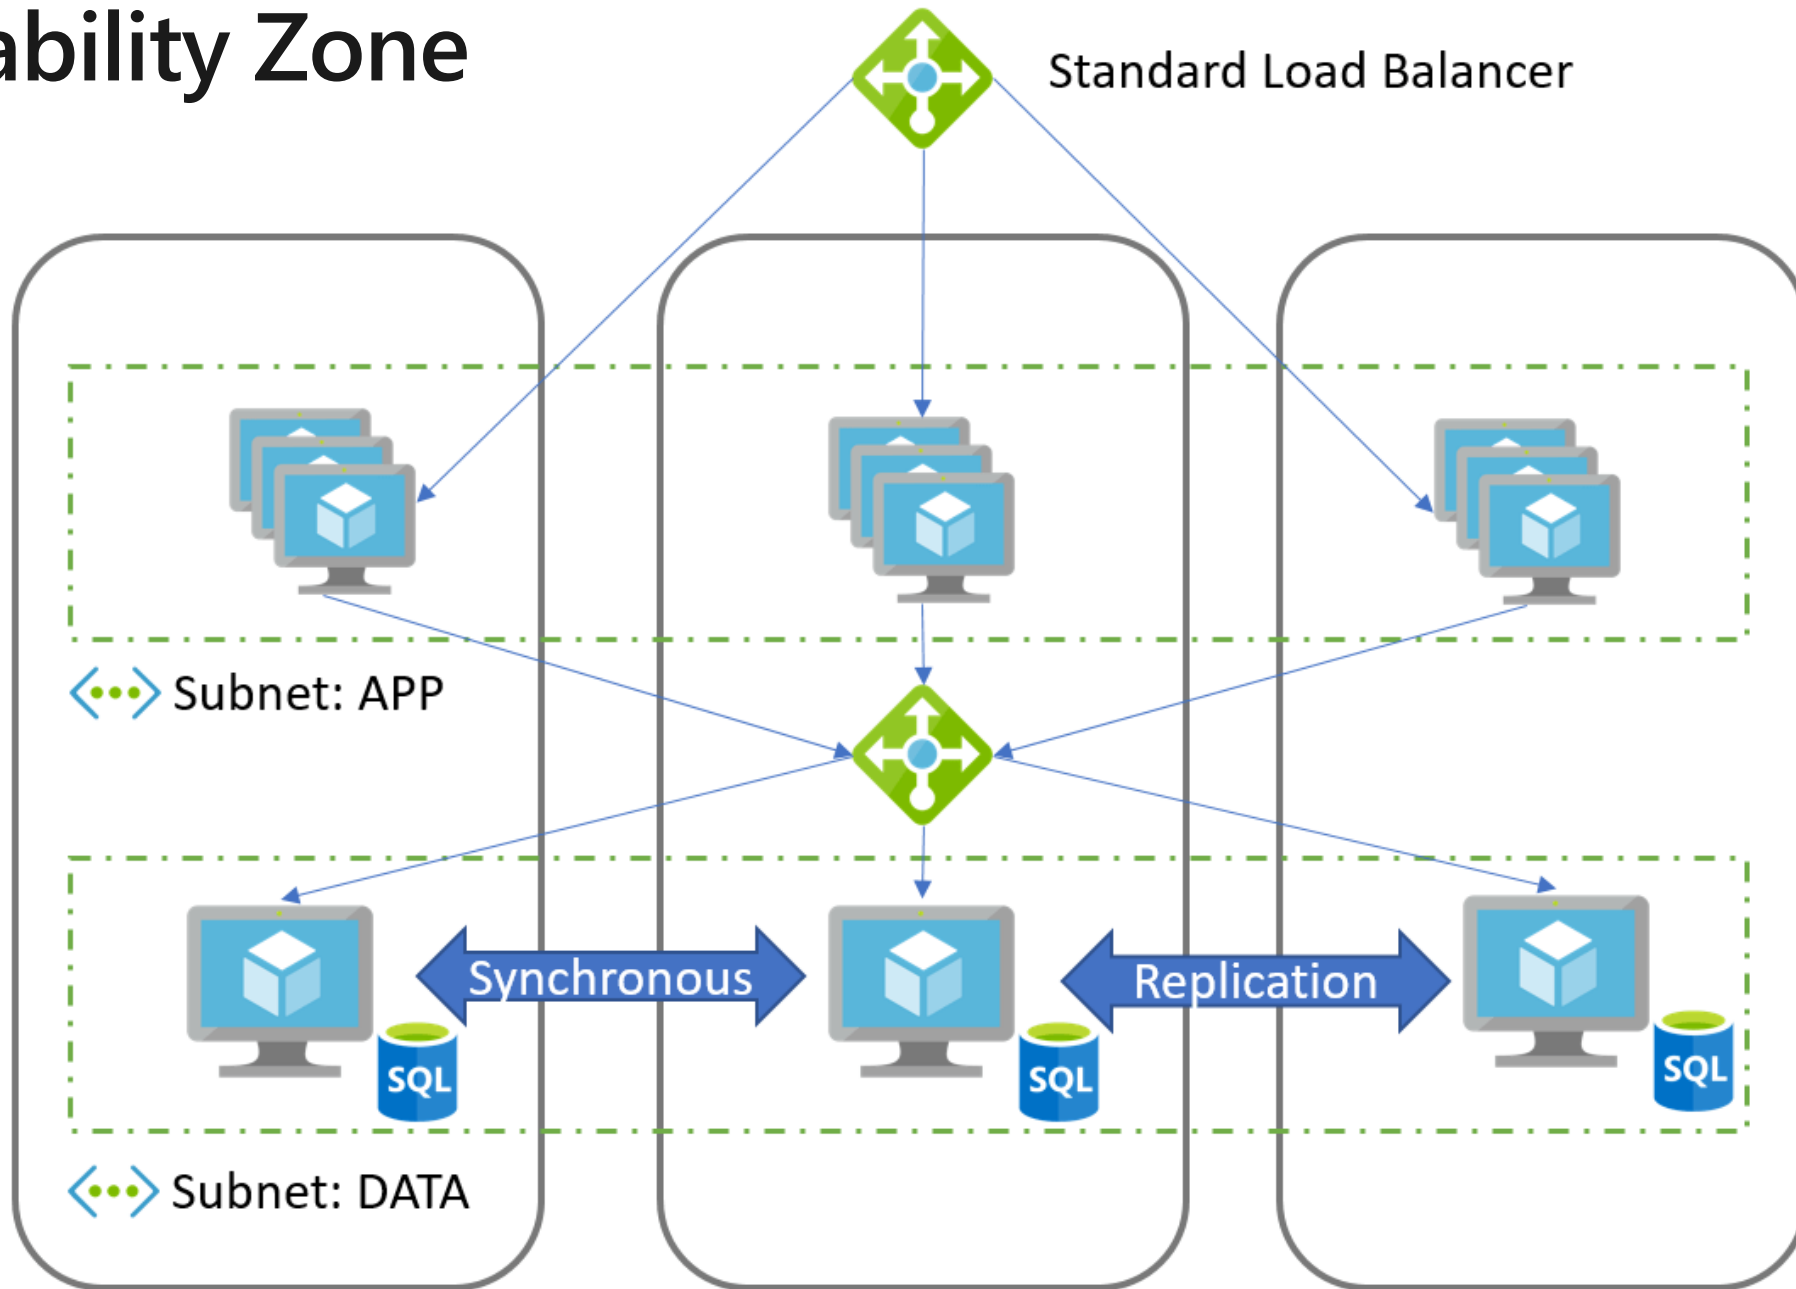 ability Zone
Standard Load Balancer
Subnet: APP
Synchronous
Replication
SQL
SQL
SQL
Subnet: DATA